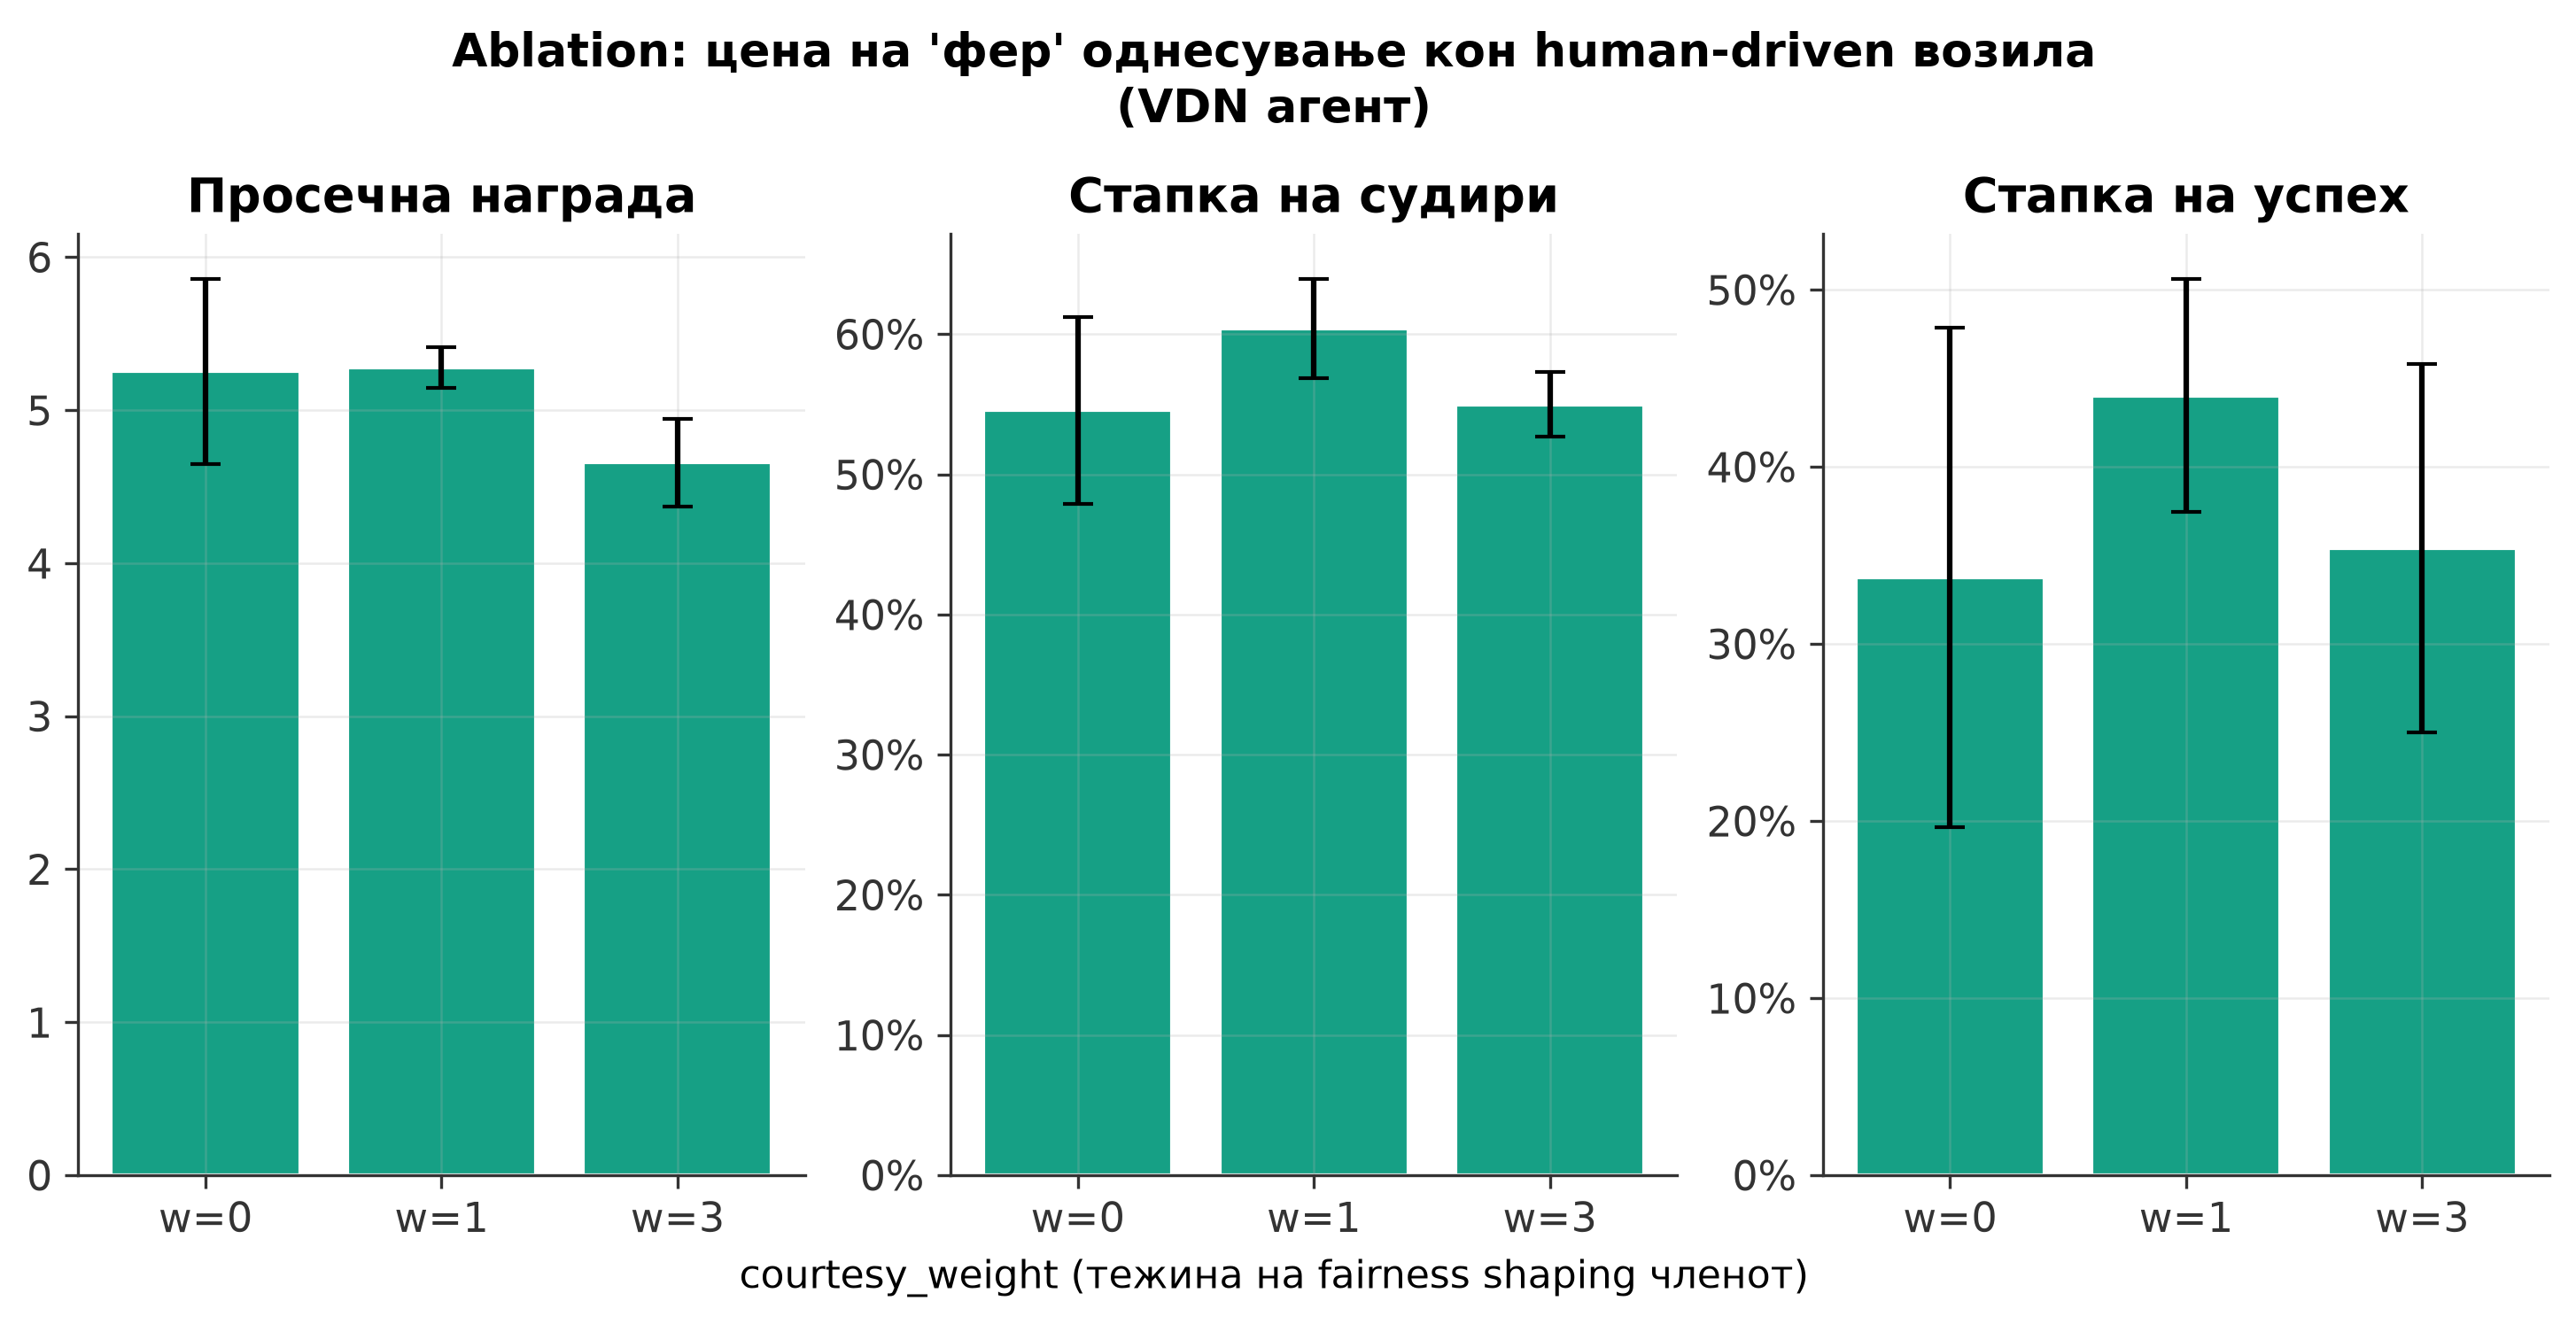 Ablation: цена на 'фер' однесување кон human-driven возила
(VDN агент)
Просечна награда
6
5
4
3
2
1
0
w=0
w=1
w=3
Стапка на судири
60%
50%
40%
30%
20%
10%
0%
w=0
w=1
w=3
Стапка на успех
50%
40%
30%
20%
10%
0%
w=0
w=1
w=3
courtesy_weight (тежина на fairness shaping членот)